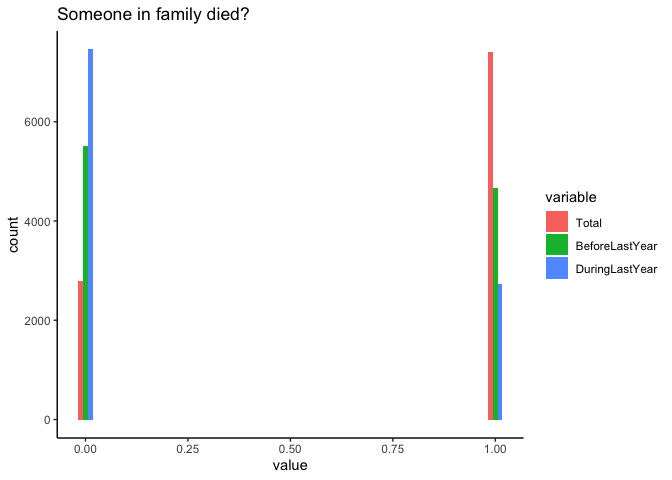 Someone in family died?
count
6000
4000
2000
0
0.00 0.25 0.50 0.75 1.00
value
variable
Total
BeforeLastYear
DuringLastYear